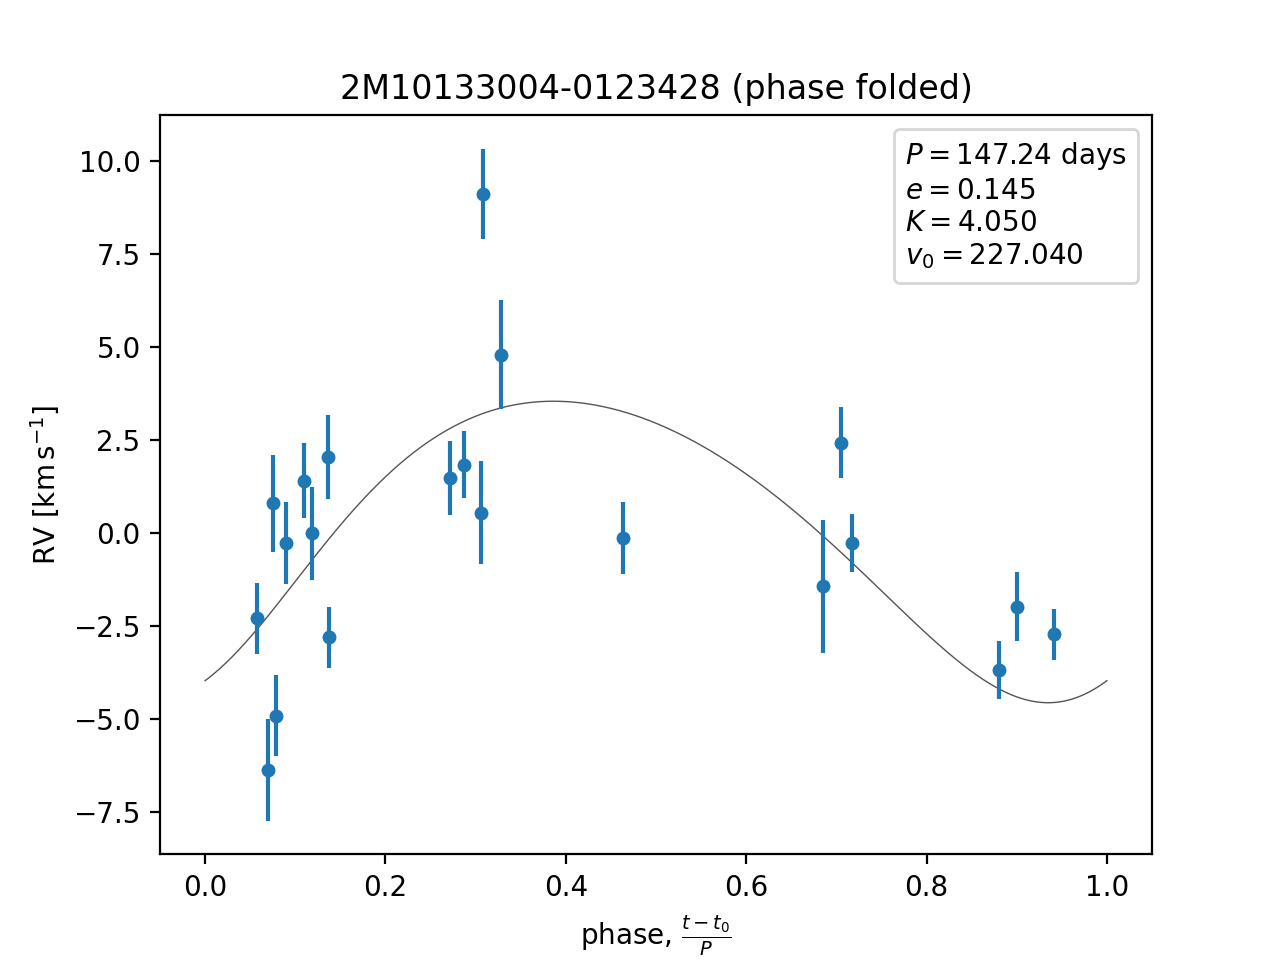 2M10133004-0123428 (phase folded)
P = 147.24 days
e = 0.145
K = 4.050
v₀ = 227.040
RV [km s⁻¹]
10.0
7.5
5.0
2.5
0.0
−2.5
−5.0
−7.5
0.0 0.2 0.4 0.6 0.8 1.0
phase, (t − t₀)/P